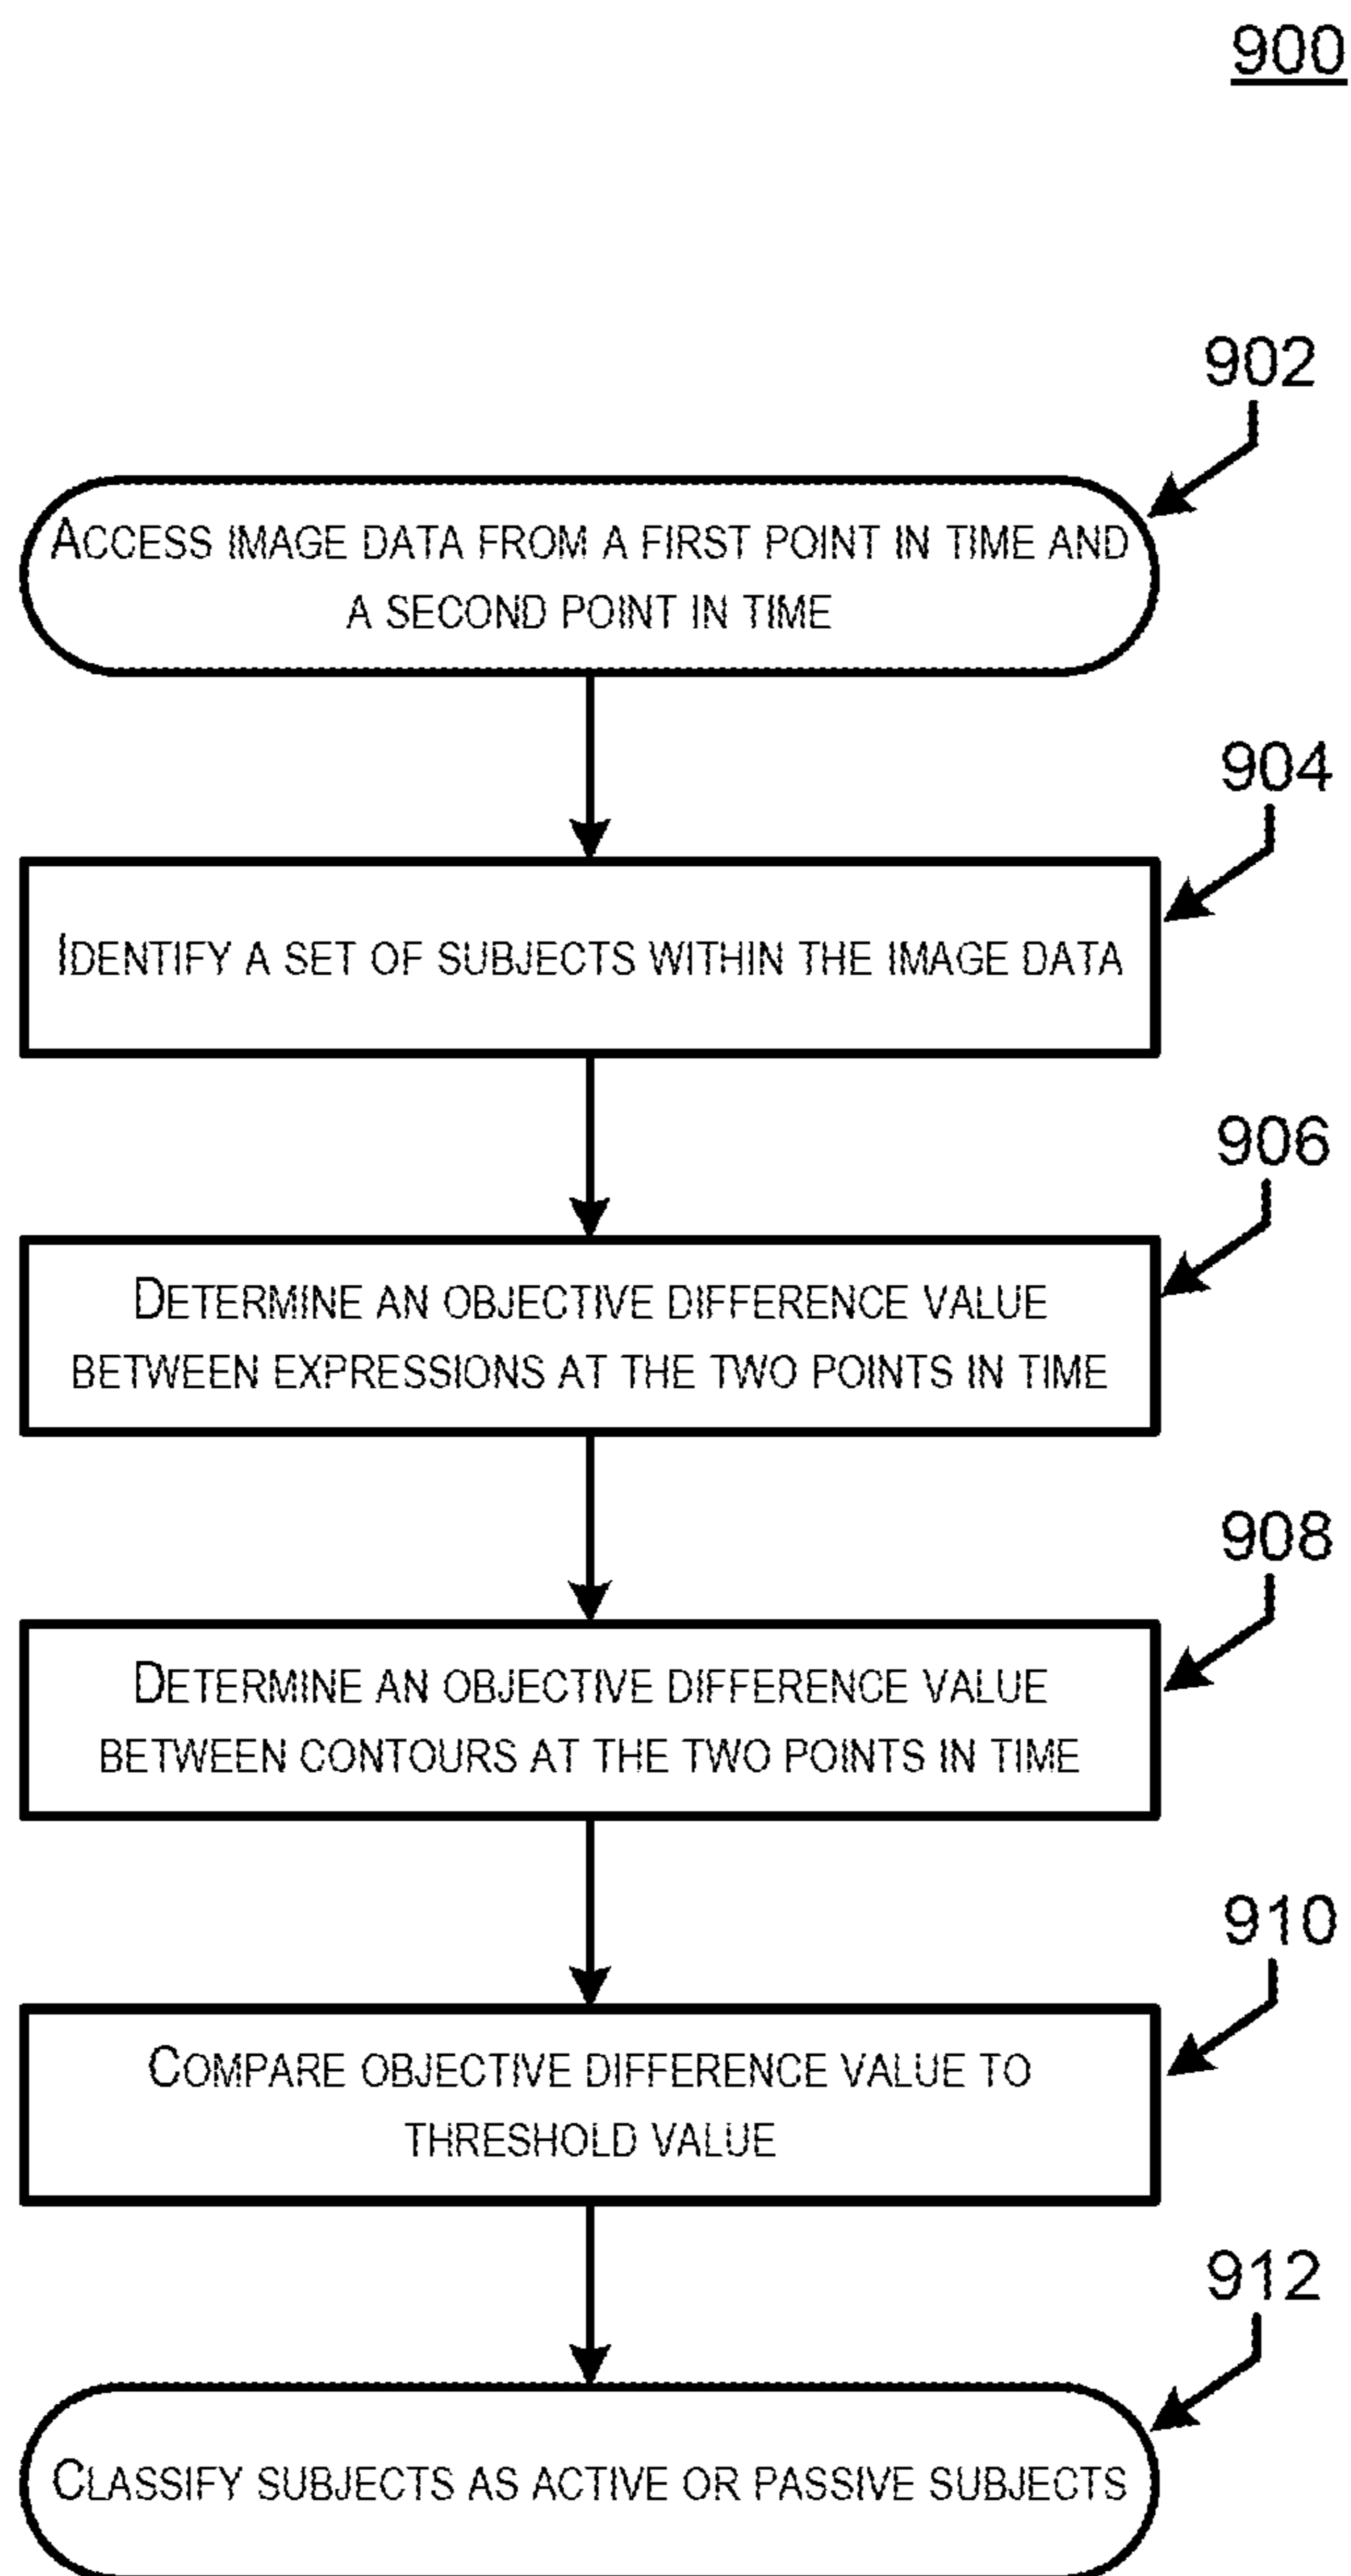 900
902
ACCESS IMAGE DATA FROM A FIRST POINT IN TIME AND
A SECOND POINT IN TIME
904
IDENTIFY A SET OF SUBJECTS WITHIN THE IMAGE DATA
906
DETERMINE AN OBJECTIVE DIFFERENCE VALUE
BETWEEN EXPRESSIONS AT THE TWO POINTS IN TIME
908
DETERMINE AN OBJECTIVE DIFFERENCE VALUE
BETWEEN CONTOURS AT THE TWO POINTS IN TIME
910
COMPARE OBJECTIVE DIFFERENCE VALUE TO
THRESHOLD VALUE
912
CLASSIFY SUBJECTS AS ACTIVE OR PASSIVE SUBJECTS